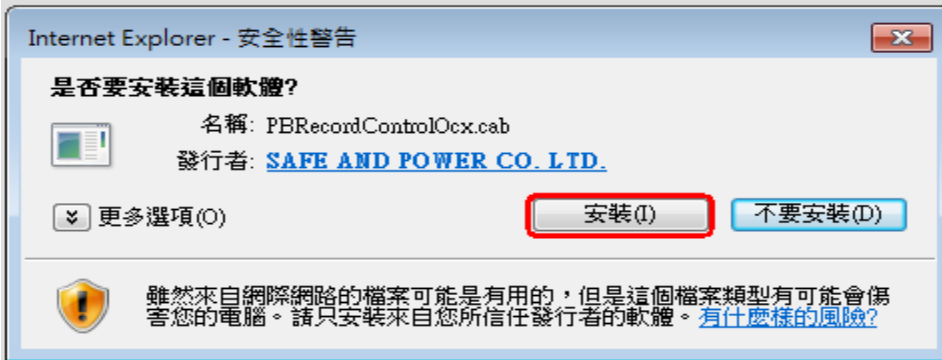 Internet Explorer - 安全性警告
是否要安裝這個軟體?
名稱: PBRecordControlOcx.cab
發行者: SAFE AND POWER CO. LTD.
更多選項(O)
安裝(I)
不要安裝(D)
雖然來自網際網路的檔案可能是有用的，但是這個檔案類型有可能會傷
害您的電腦。請只安裝來自您所信任發行者的軟體。有什麼樣的風險?